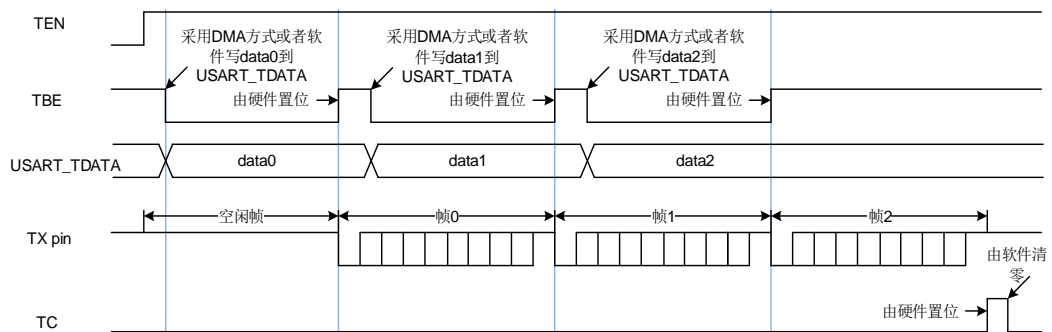 TEN
采用DMA方式或者软
件写data0到
USART_TDATA
采用DMA方式或者软
件写data1到
USART_TDATA
采用DMA方式或者软
件写data2到
USART_TDATA
TBE
由硬件置位
由硬件置位
由硬件置位
USART_TDATA
data0
data1
data2
空闲帧
帧0
帧1
帧2
TX pin
由软件清
零
由硬件置位
TC